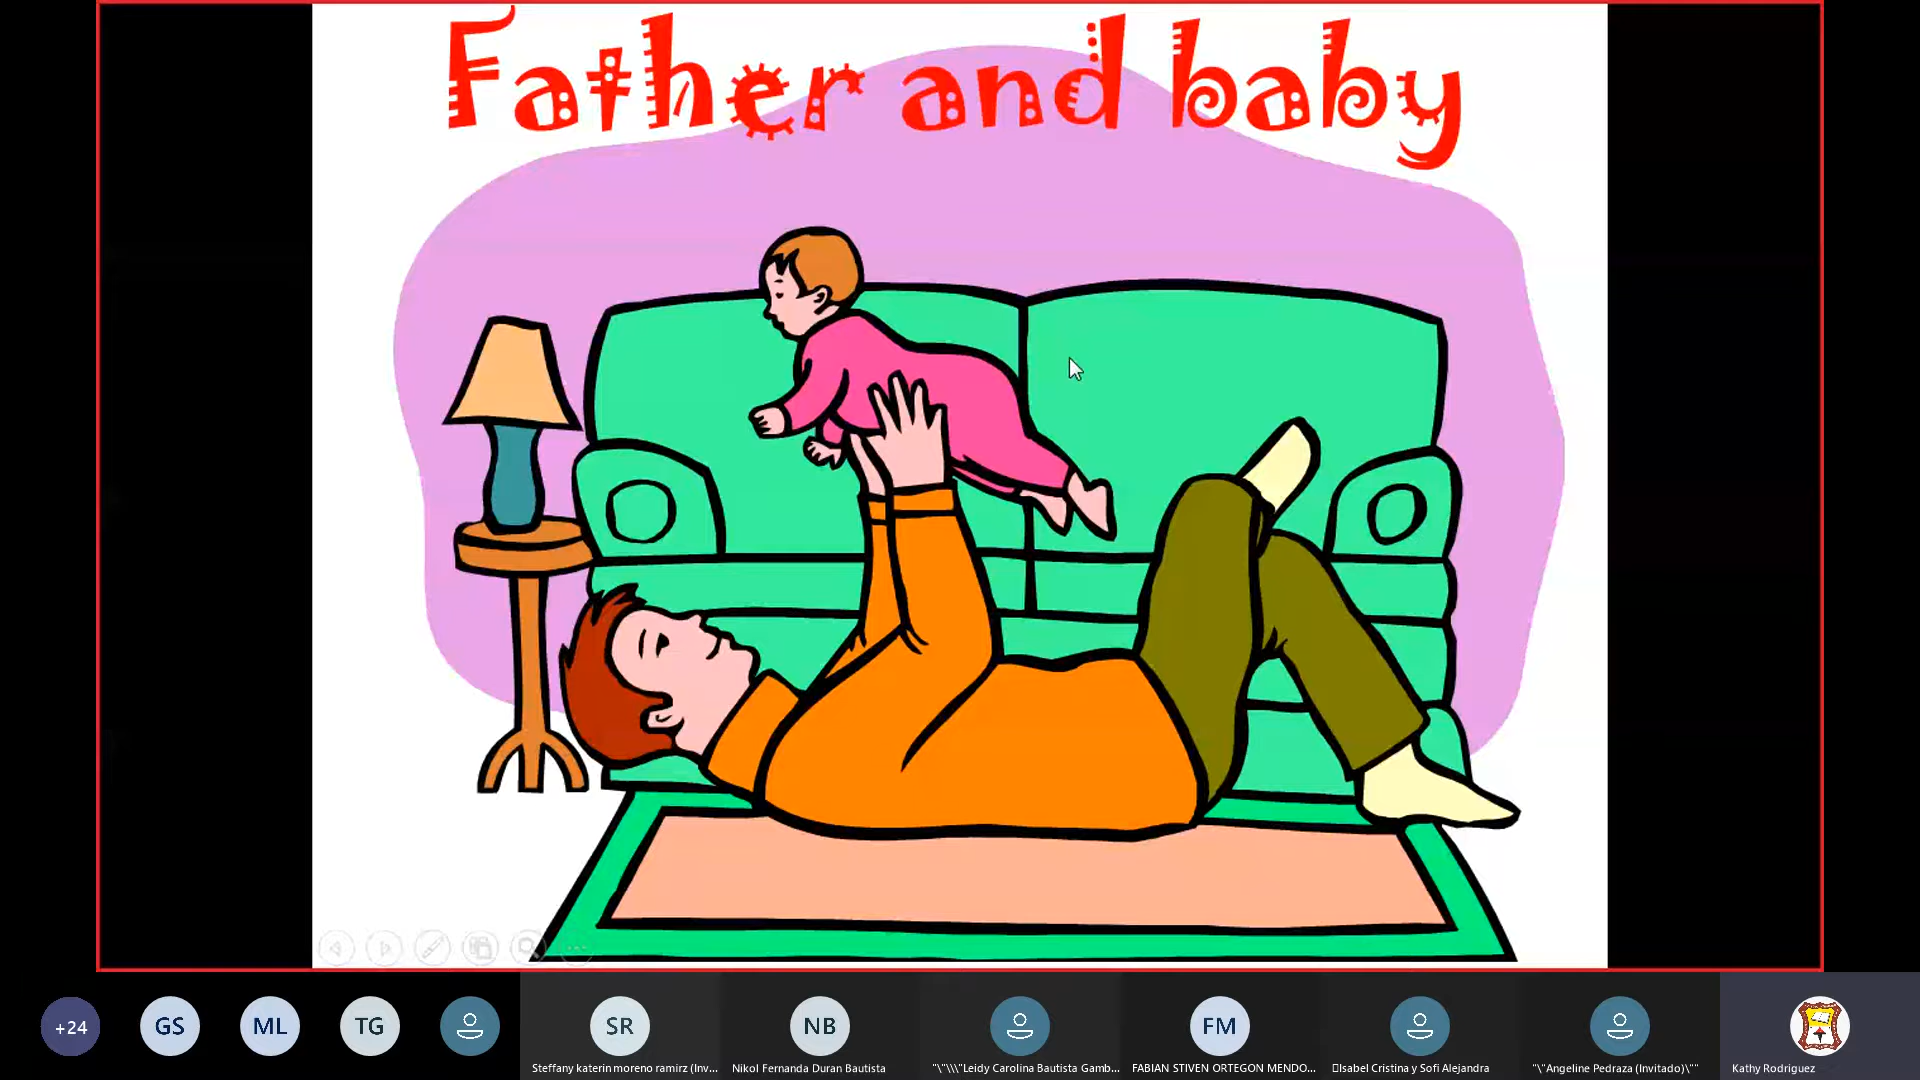 Father and baby
+24
GS
ML
TG
SR
NB
FM
Steffany katerin moreno ramirz (Inv...
Nikol Fernanda Duran Bautista
"\"\\\"Leidy Carolina Bautista Gamb...
FABIAN STIVEN ORTEGON MENDO...
Isabel Cristina y Sofi Alejandra
"\"Angeline Pedraza (Invitado)\""
Kathy Rodriguez